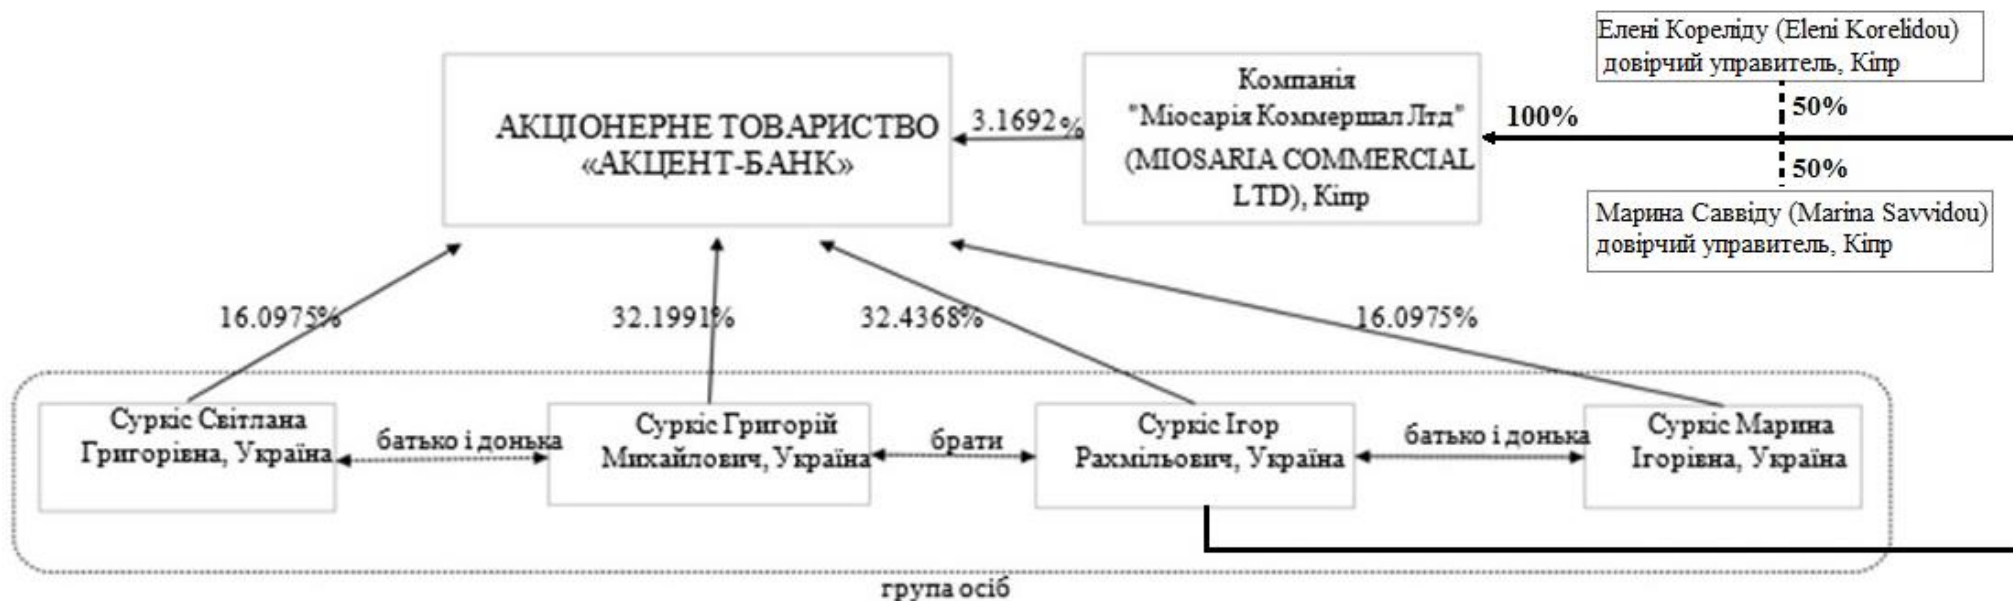 Елені Кореліду (Eleni Korelidou)
довірчий управитель, Кіпр
50%
100%
50%
Марина Саввіду (Marina Savvidou)
довірчий управитель, Кіпр
Компанія
"Міосарія Коммершал Лтд"
(MIOSARIA COMMERCIAL
LTD), Кіпр
3.1692%
АКЦІОНЕРНЕ ТОВАРИСТВО
«АКЦЕНТ-БАНК»
16.0975%
32.1991%
32.4368%
16.0975%
Суркіс Світлана
Григорівна, Україна
батько і донька
Суркіс Григорій
Михайлович, Україна
брати
Суркіс Ігор
Рахмільович, Україна
батько і донька
Суркіс Марина
Ігорівна, Україна
група осіб